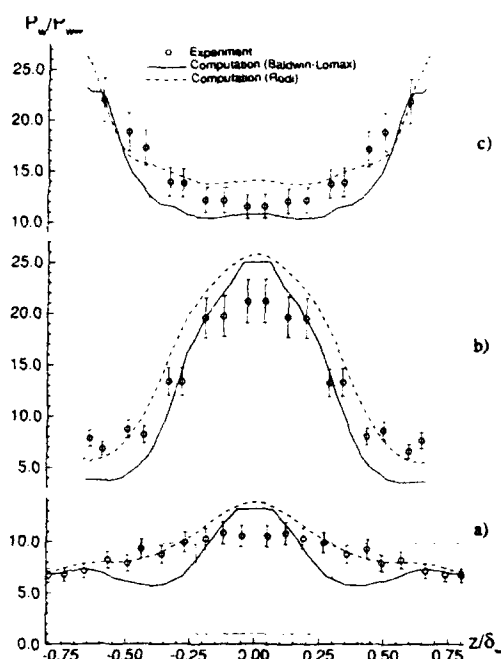 Pw/Pw∞
Experiment
Computation (Baldwin-Lomax)
Computation (Rodi)
25.0
20.0
15.0
10.0
c)
25.0
20.0
15.0
10.0
5.0
b)
10.0
5.0
0.0
a)
-0.75 -0.50 -0.25 0.00 0.25 0.50 0.75
z/δ